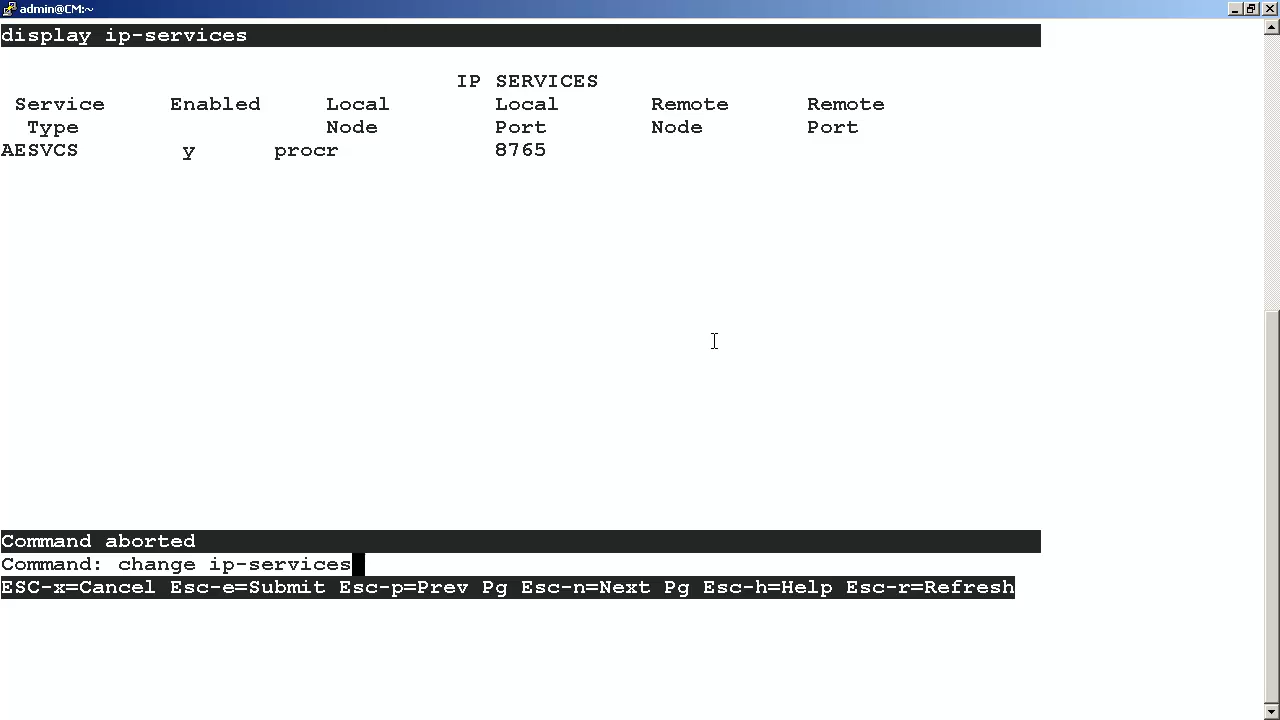 admin@CM:~
display ip-services
IP SERVICES
Service Enabled Local Local Remote Remote
Type Node Port Node Port
AESVCS y procr 8765
Command aborted
Command: change ip-services
ESC-x=Cancel Esc-e=Submit Esc-p=Prev Pg Esc-n=Next Pg Esc-h=Help Esc-r=Refresh